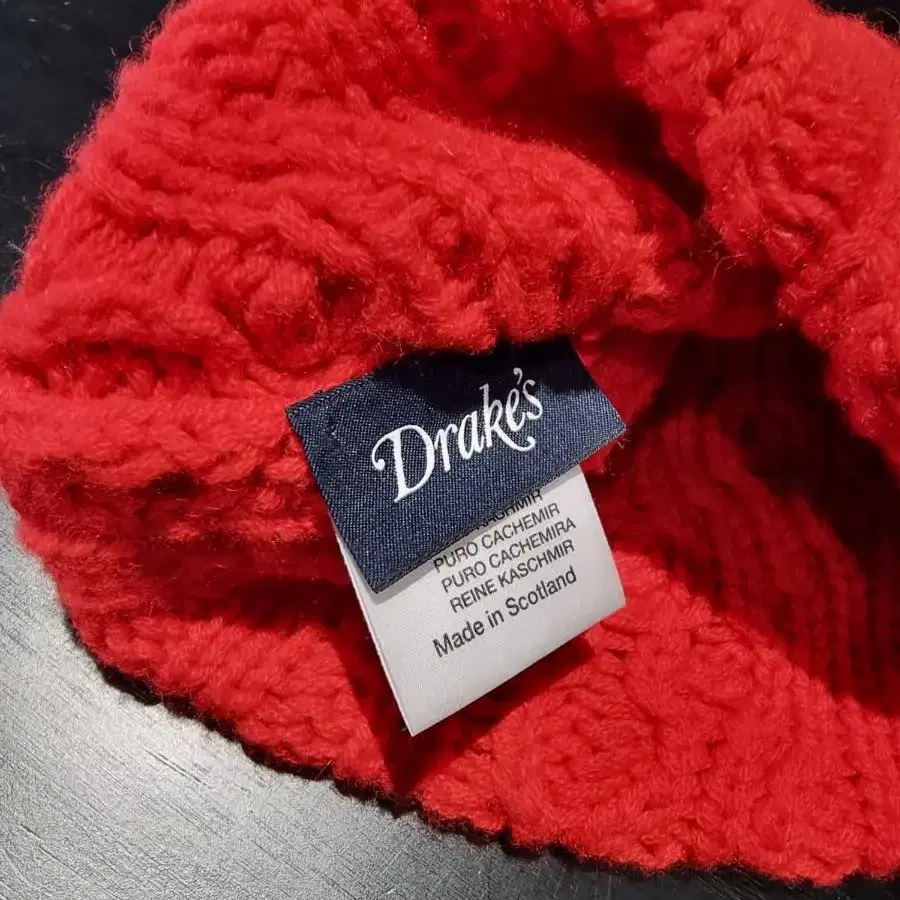 Drake's
PURO CACHEMIR
PURO CACHEMIRA
REINE KASCHMIR
Made in Scotland